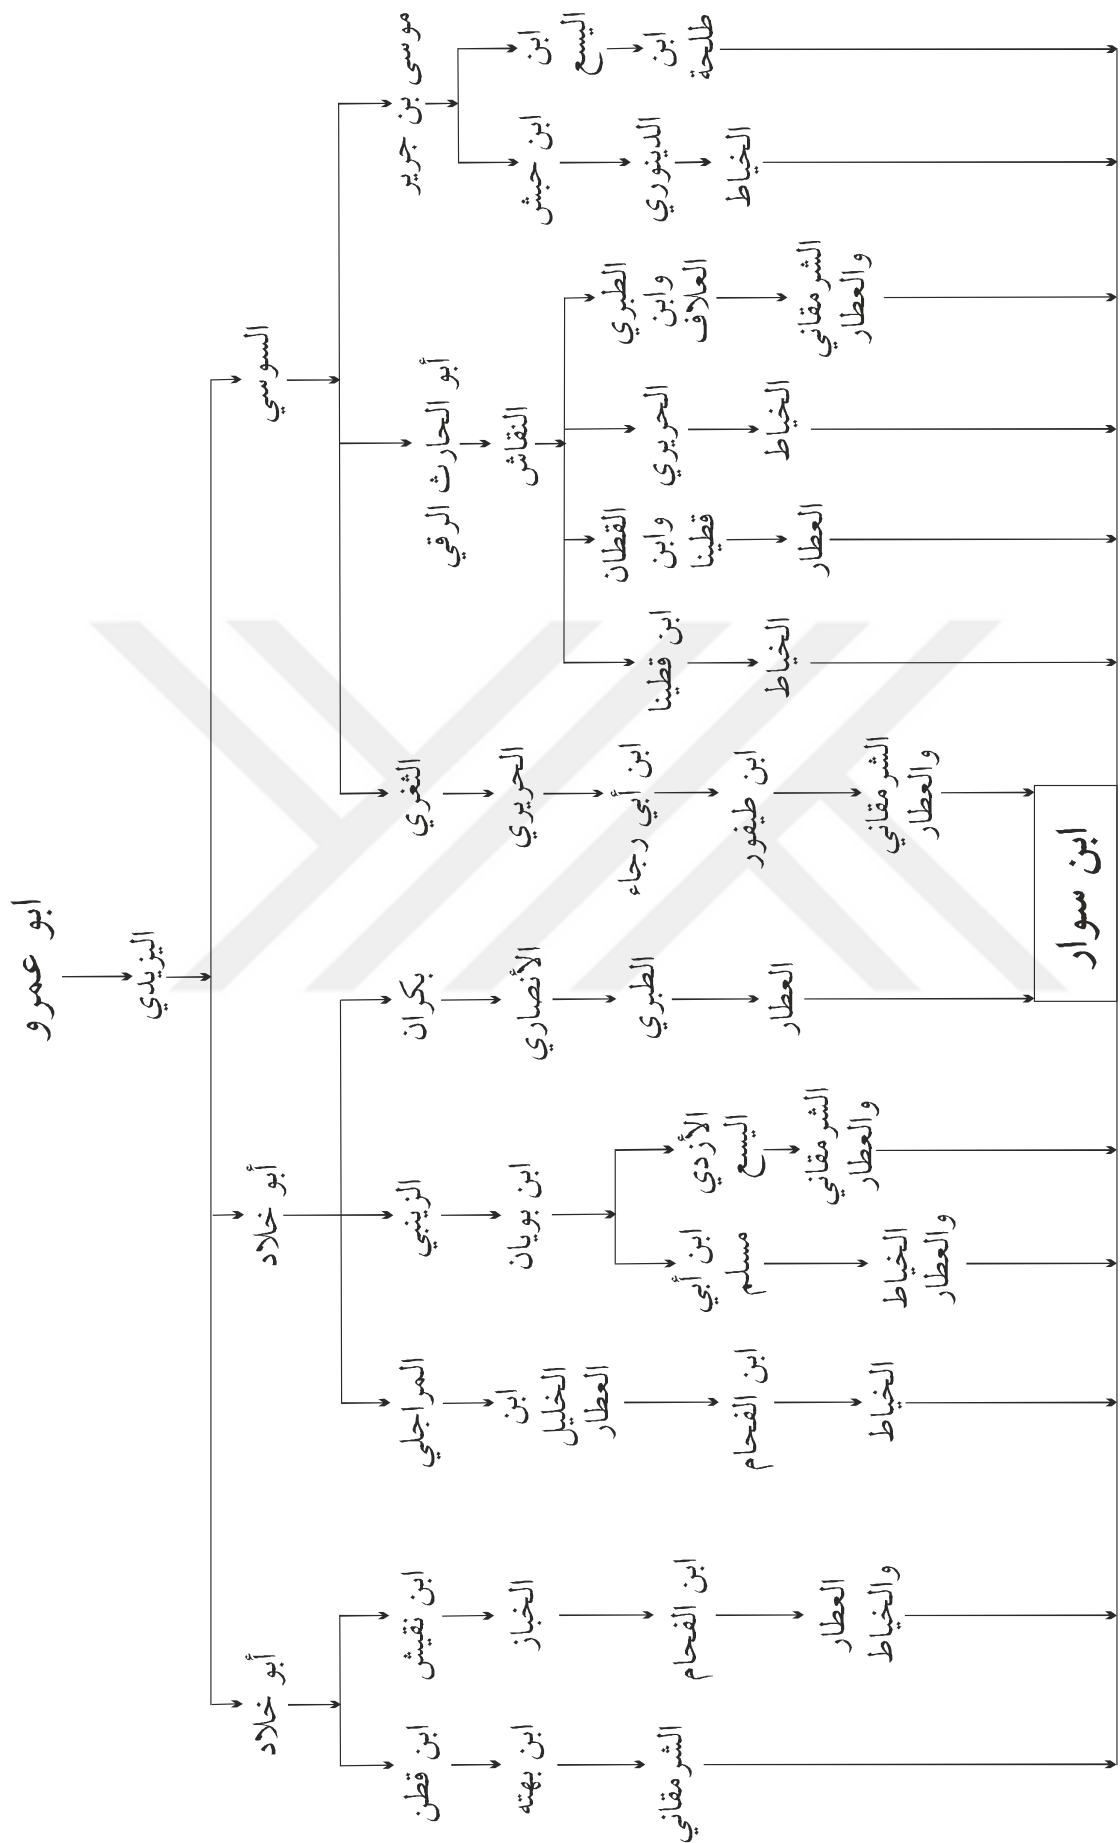 ابو عمرو
اليزيدي
السوسي
أبو خلاد
أبو خلاد
موسى بن جرير
أبو الحارث الرقي
الثغري
بكران
الزينبي
المراجلي
ابن نقيش
ابن قطن
ابن
اليسع
ابن حبش
النقاش
الحريري
الأنصاري
ابن بويان
ابن
الخليل
العطار
الخباز
ابن بهته
ابن
طلحة
الدينوري
الطبري
وابن
العلاف
الحريري
القطان
وابن
قطينا
ابن قطينا
ابن أبي رجاء
الطبري
الأزدي
اليسع
ابن أبي
مسلم
ابن الفحام
ابن الفحام
الشرمقاني
الخياط
الشرمقاني
والعطار
الخياط
العطار
الخياط
ابن طيفور
العطار
الشرمقاني
والعطار
الخياط
والعطار
الخياط
العطار
والخياط
الشرمقاني
والعطار
ابن سوار